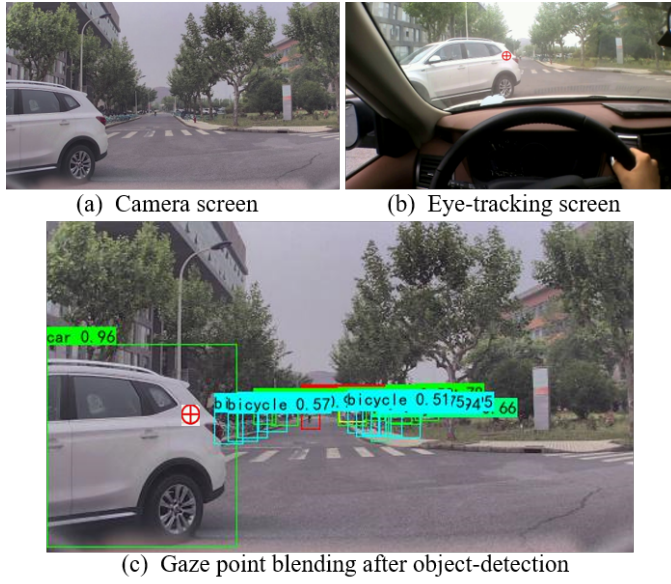 (a) Camera screen
(b) Eye-tracking screen
car 0.96
bicycle 0.57
bicycle 0.51
0.66
(c) Gaze point blending after object-detection